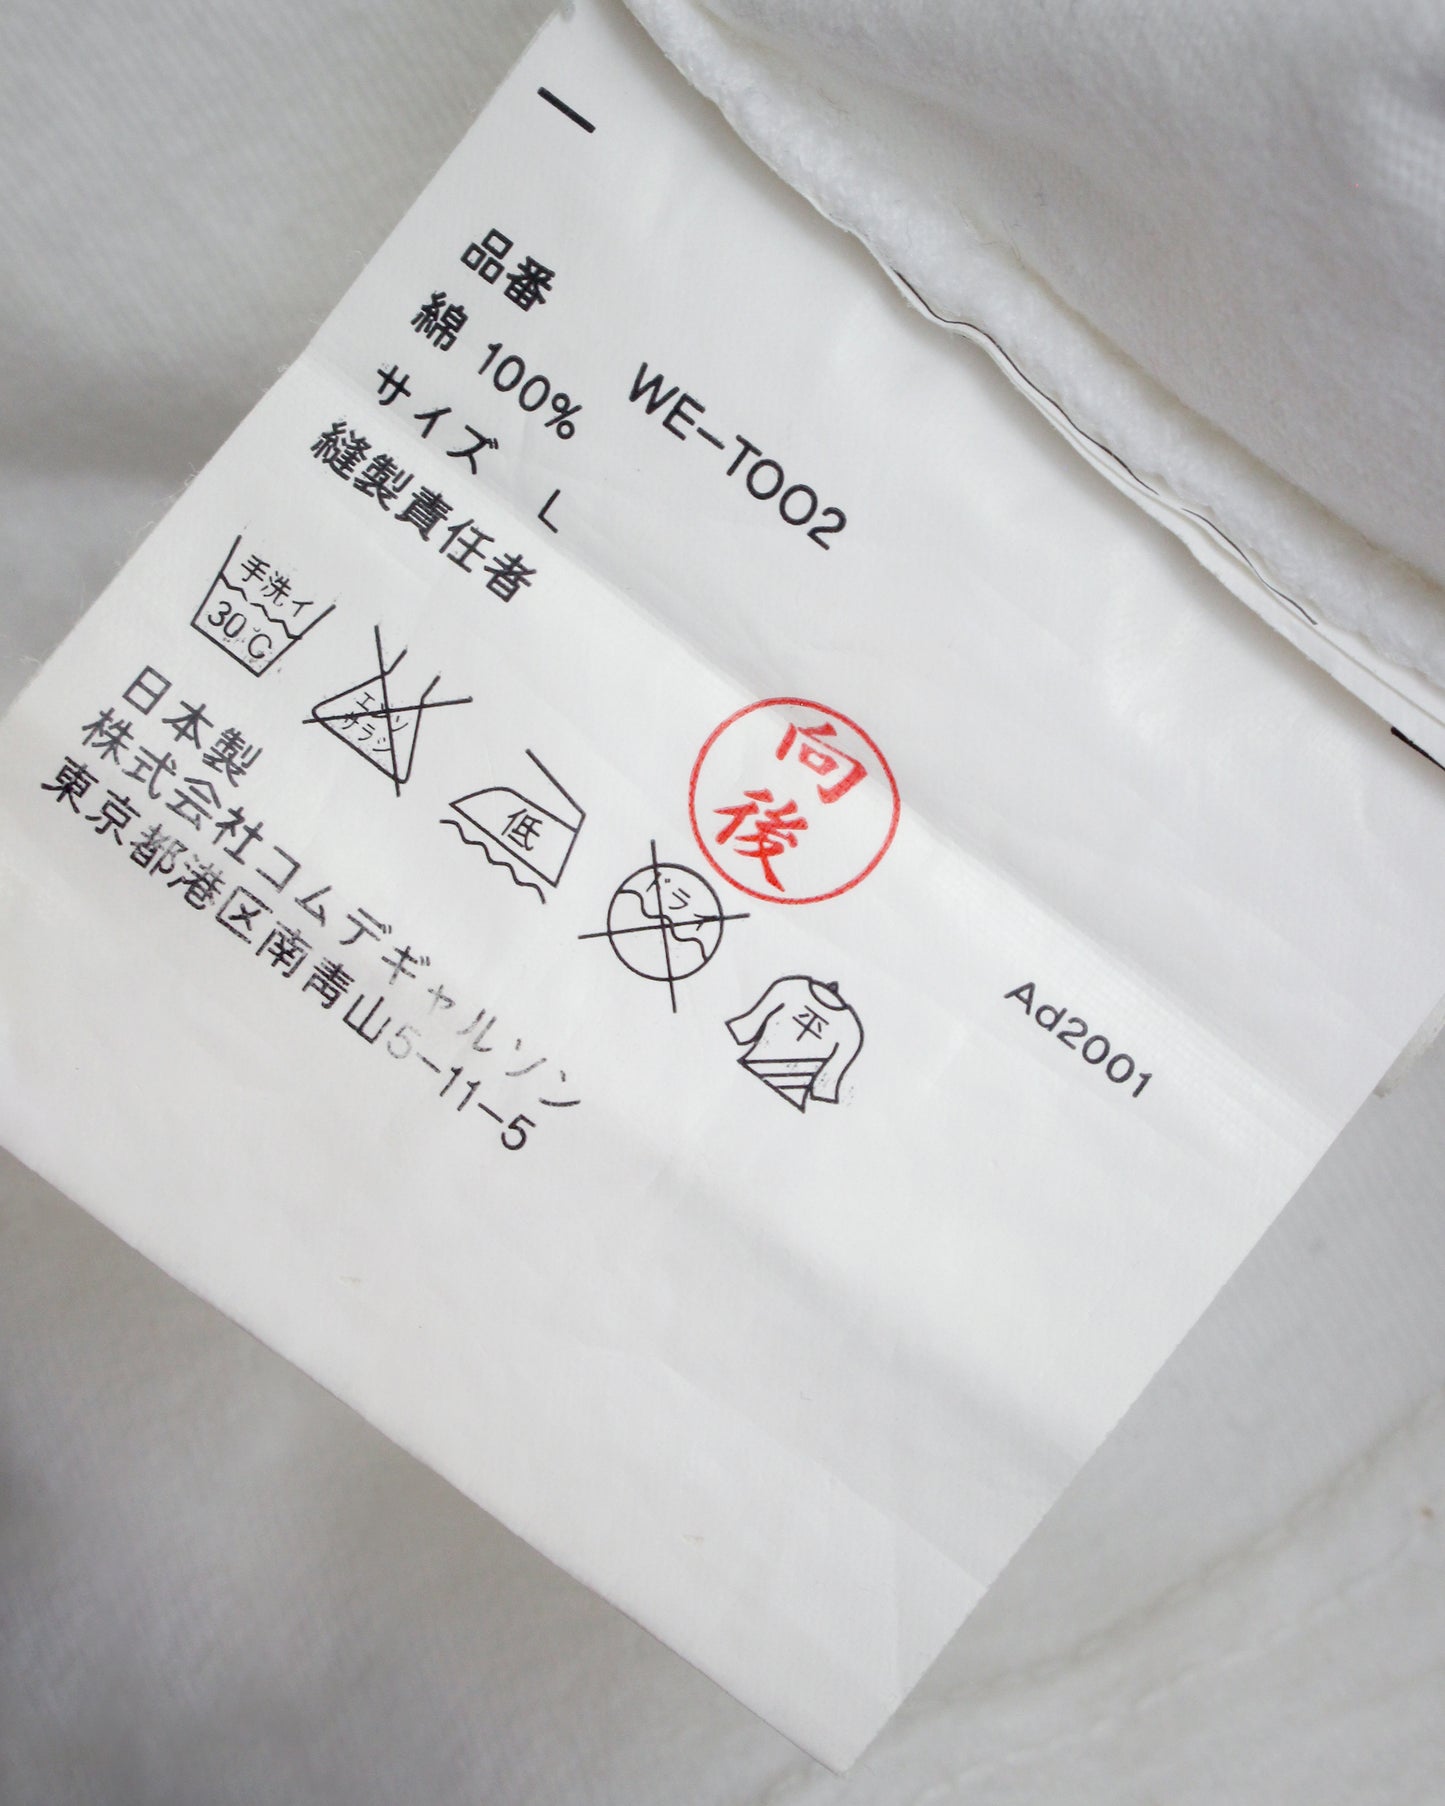 品番 WE-TOO2
綿 100%
サイズ L
縫製責任者
向
後
手洗イ
30℃
エンソ
サラシ
低
ドライ
平
日本製
株式会社コムデギャルソン
東京都港区南青山5-11-5
Ad2001